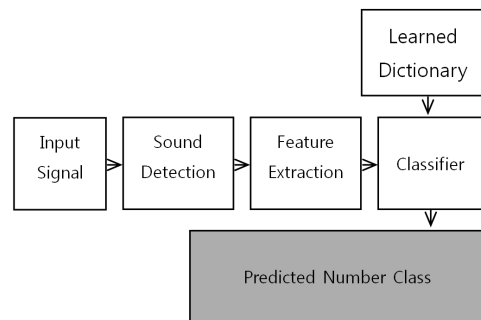 Learned
Dictionary
Input
Signal
Sound
Detection
Feature
Extraction
Classifier
Predicted Number Class